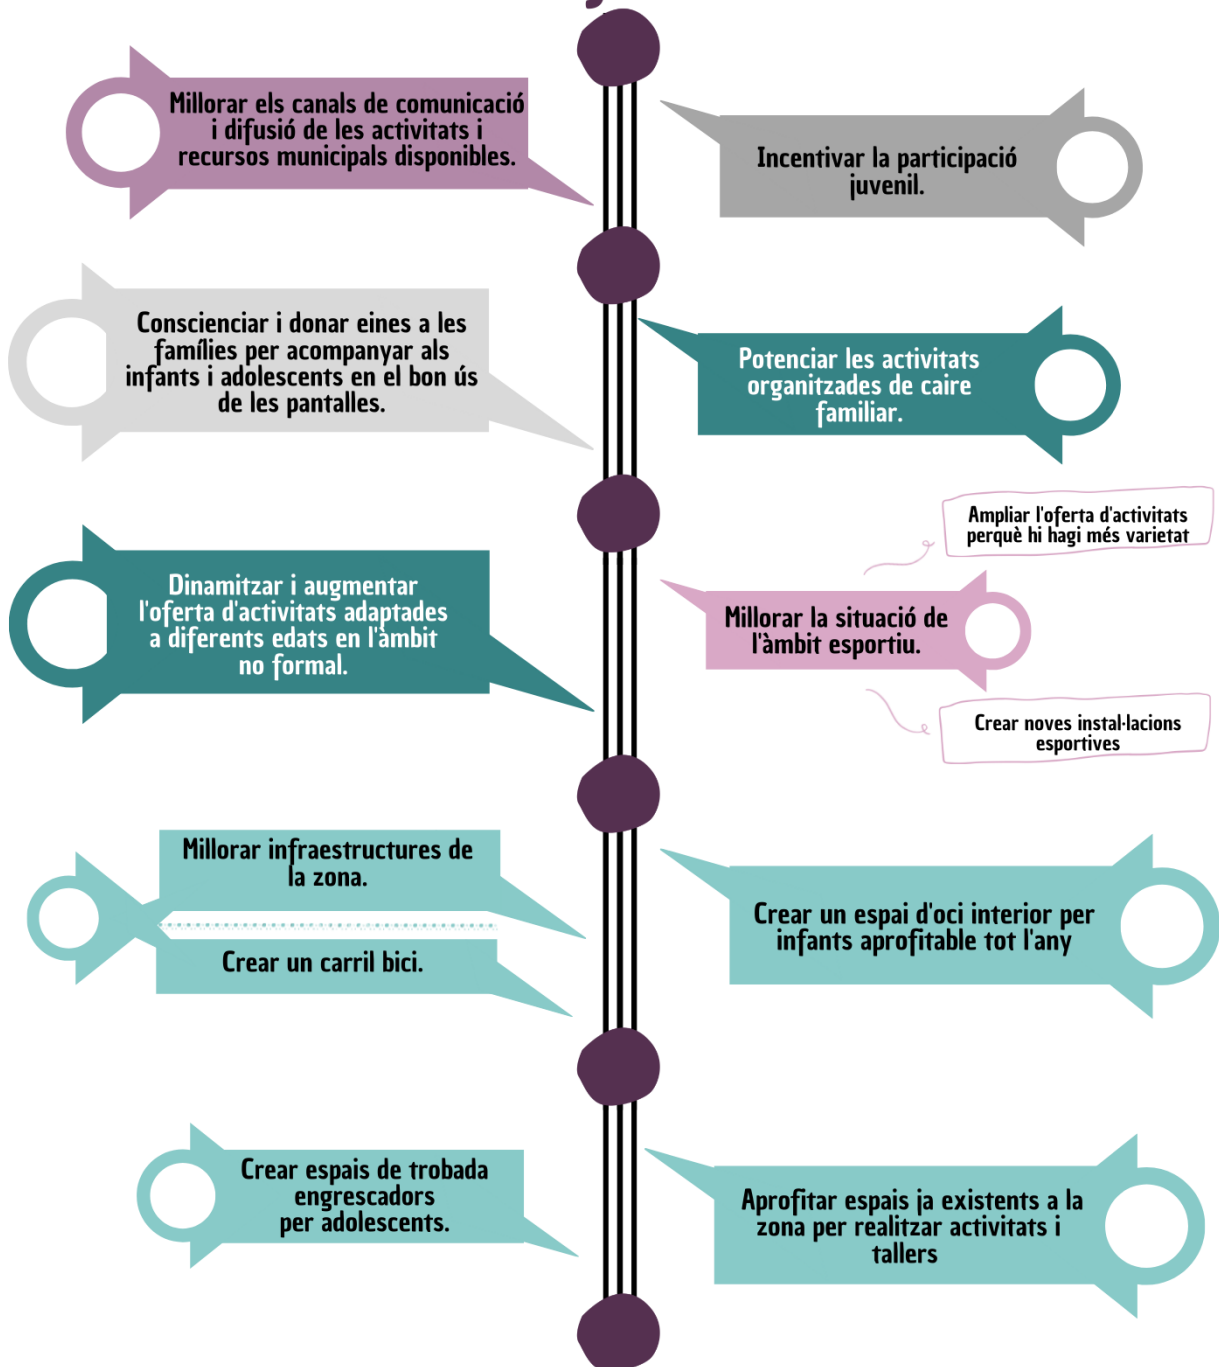 Millorar els canals de comunicació
i difusió de les activitats i
recursos municipals disponibles.
Incentivar la participació
juvenil.
Conscienciar i donar eines a les
famílies per acompanyar als
infants i adolescents en el bon ús
de les pantalles.
Potenciar les activitats
organitzades de caire
familiar.
Dinamitzar i augmentar
l'oferta d'activitats adaptades
a diferents edats en l'àmbit
no formal.
Ampliar l'oferta d'activitats
perquè hi hagi més varietat
Millorar la situació de
l'àmbit esportiu.
Crear noves instal·lacions
esportives
Millorar infraestructures de
la zona.
Crear un carril bici.
Crear un espai d'oci interior per
infants aprofitable tot l'any
Crear espais de trobada
engrescadors
per adolescents.
Aprofitar espais ja existents a la
zona per realitzar activitats i
tallers